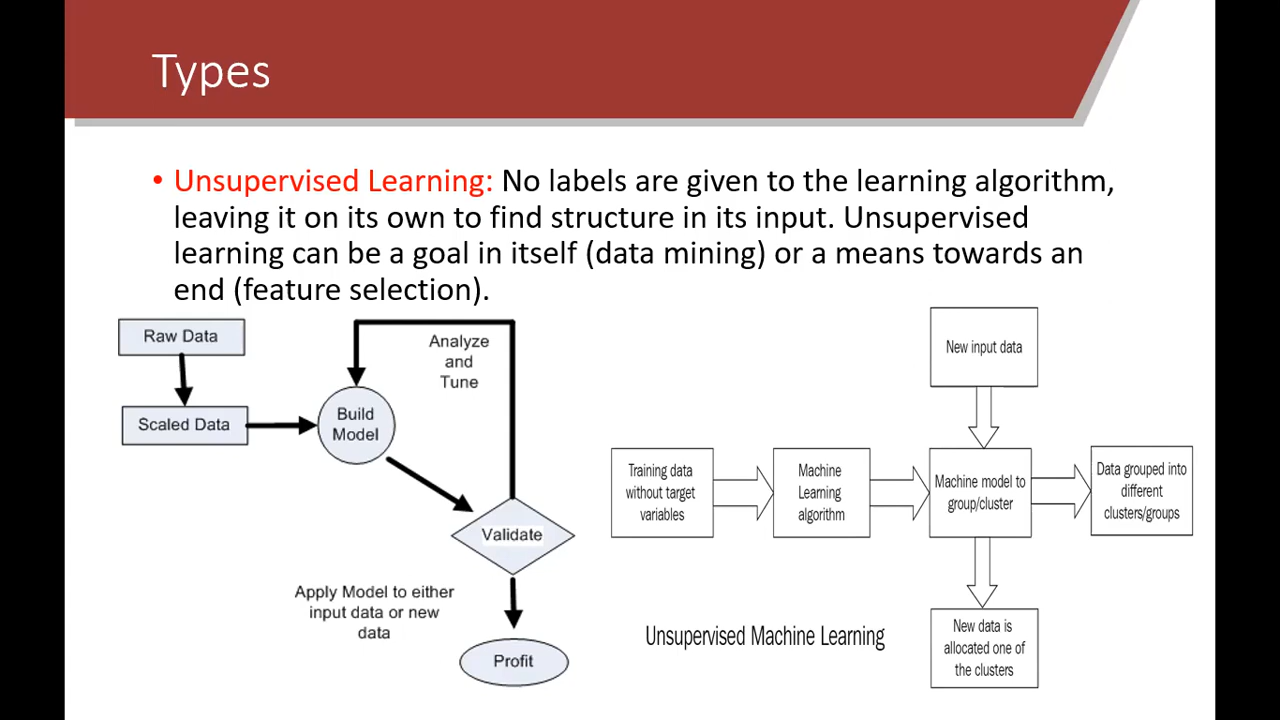 Types
• Unsupervised Learning: No labels are given to the learning algorithm,
leaving it on its own to find structure in its input. Unsupervised
learning can be a goal in itself (data mining) or a means towards an
end (feature selection).
Raw Data
Scaled Data
Build
Model
Analyze
and
Tune
Validate
Apply Model to either
input data or new
data
Profit
New input data
Training data
without target
variables
Machine
Learning
algorithm
Machine model to
group/cluster
Data grouped into
different
clusters/groups
New data is
allocated one of
the clusters
Unsupervised Machine Learning